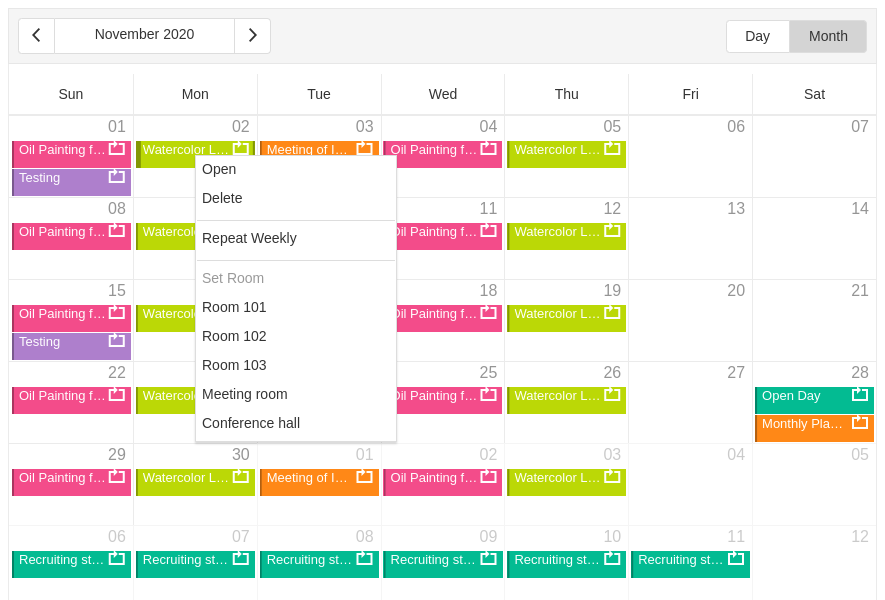 November 2020
Day Month
Sun Mon Tue Wed Thu Fri Sat
01 02 03 04 05 06 07
Oil Painting f… Watercolor L… Meeting of I… Oil Painting f… Watercolor L…
Testing
08 11 12 13 14
Oil Painting f… Watercolo Oil Painting f… Watercolor L…
15 18 19 20 21
Oil Painting f… Watercolo Oil Painting f… Watercolor L…
Testing
22 25 26 27 28
Oil Painting f… Watercolo Oil Painting f… Watercolor L… Open Day
Monthly Pla…
29 30 01 02 03 04 05
Oil Painting f… Watercolor L… Meeting of I… Oil Painting f… Watercolor L…
06 07 08 09 10 11 12
Recruiting st… Recruiting st… Recruiting st… Recruiting st… Recruiting st… Recruiting st…
Open
Delete
Repeat Weekly
Set Room
Room 101
Room 102
Room 103
Meeting room
Conference hall